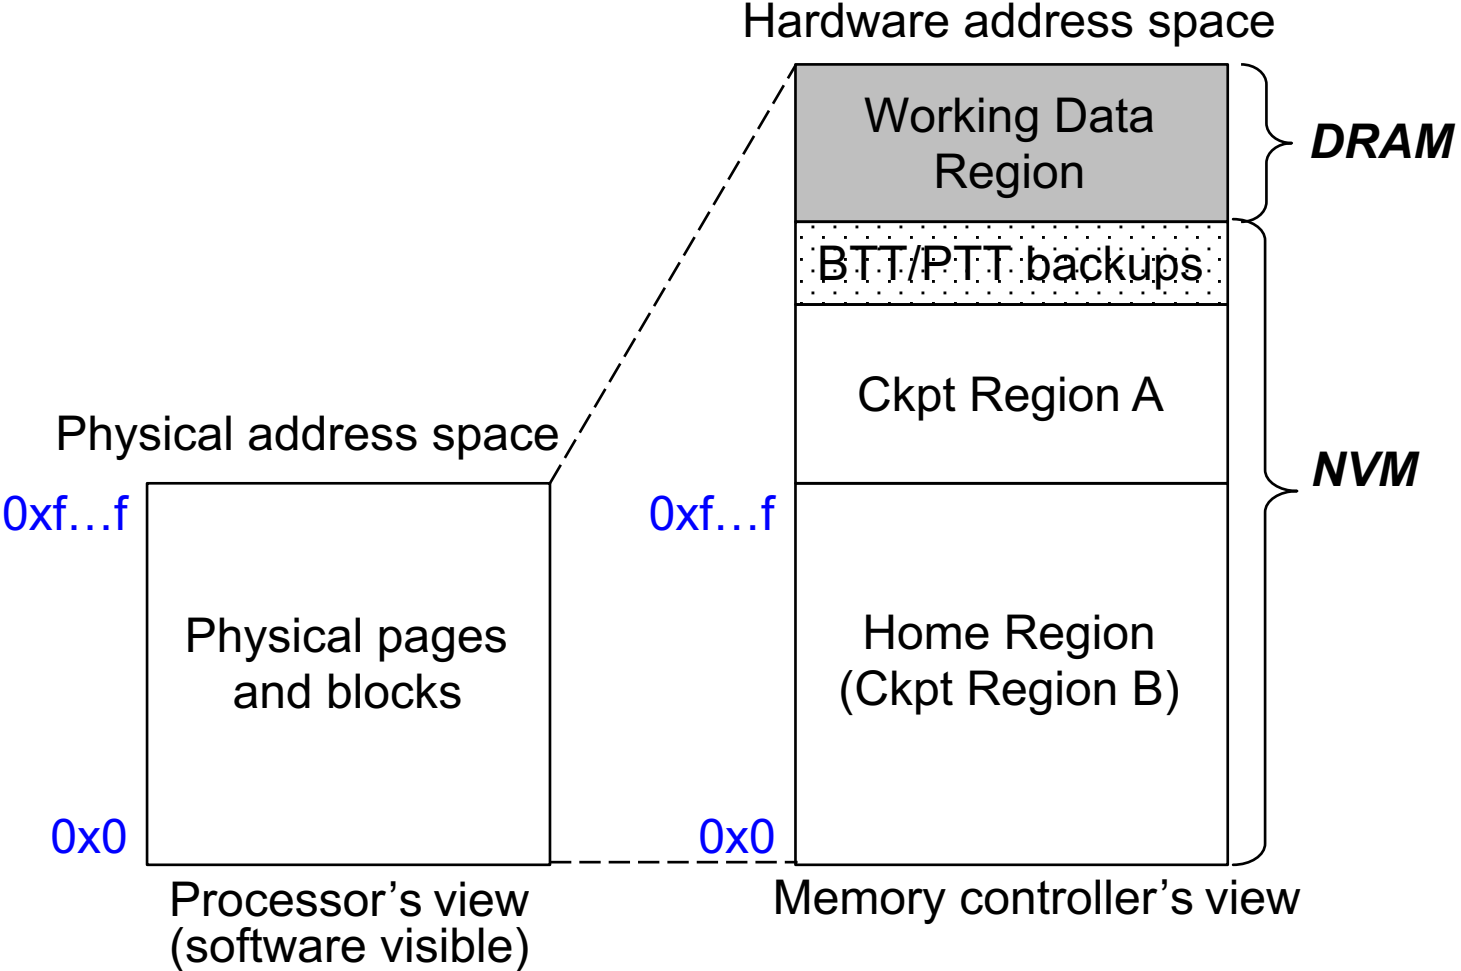 Hardware address space
Working Data
Region
DRAM
BTT/PTT backups
Ckpt Region A
NVM
Physical address space
0xf…f
0xf…f
Physical pages
and blocks
Home Region
(Ckpt Region B)
0x0
0x0
Processor’s view
(software visible)
Memory controller’s view